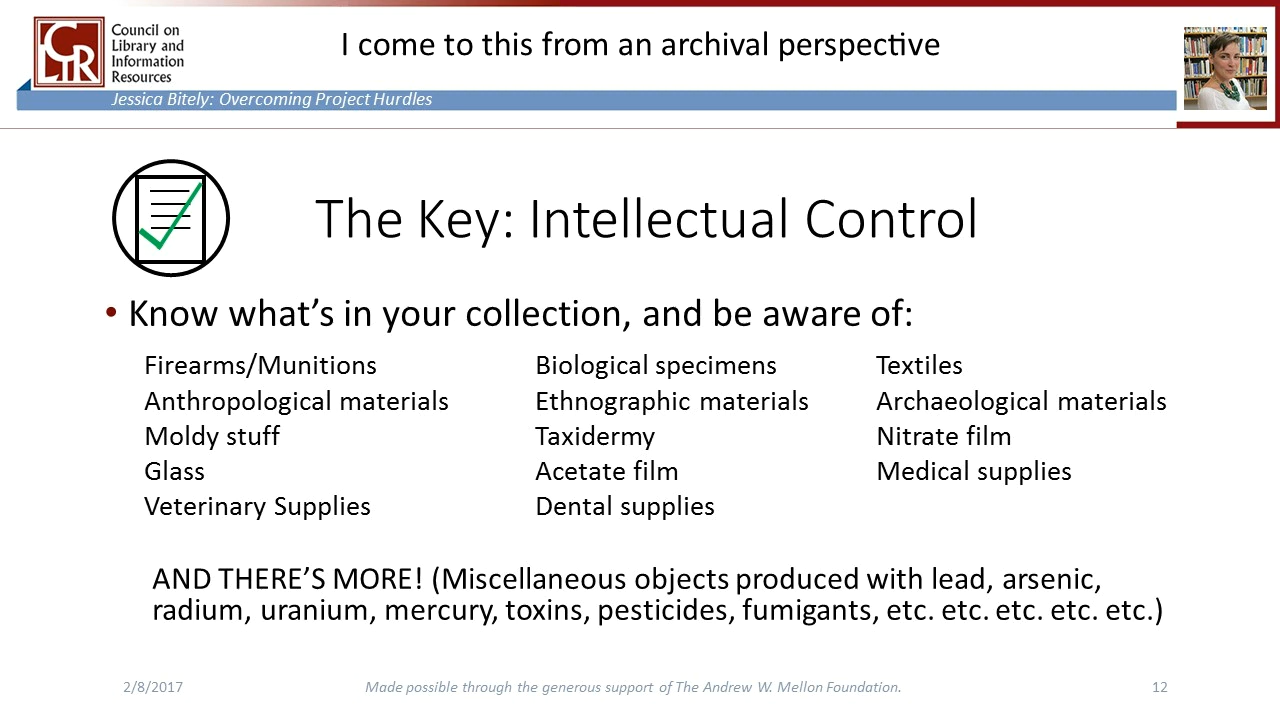 CLIR
Council on
Library and
Information
Resources
I come to this from an archival perspective
Jessica Bitely: Overcoming Project Hurdles
The Key: Intellectual Control
• Know what’s in your collection, and be aware of:
Firearms/Munitions Biological specimens Textiles
Anthropological materials Ethnographic materials Archaeological materials
Moldy stuff Taxidermy Nitrate film
Glass Acetate film Medical supplies
Veterinary Supplies Dental supplies
AND THERE’S MORE! (Miscellaneous objects produced with lead, arsenic,
radium, uranium, mercury, toxins, pesticides, fumigants, etc. etc. etc. etc. etc.)
2/8/2017 Made possible through the generous support of The Andrew W. Mellon Foundation. 12